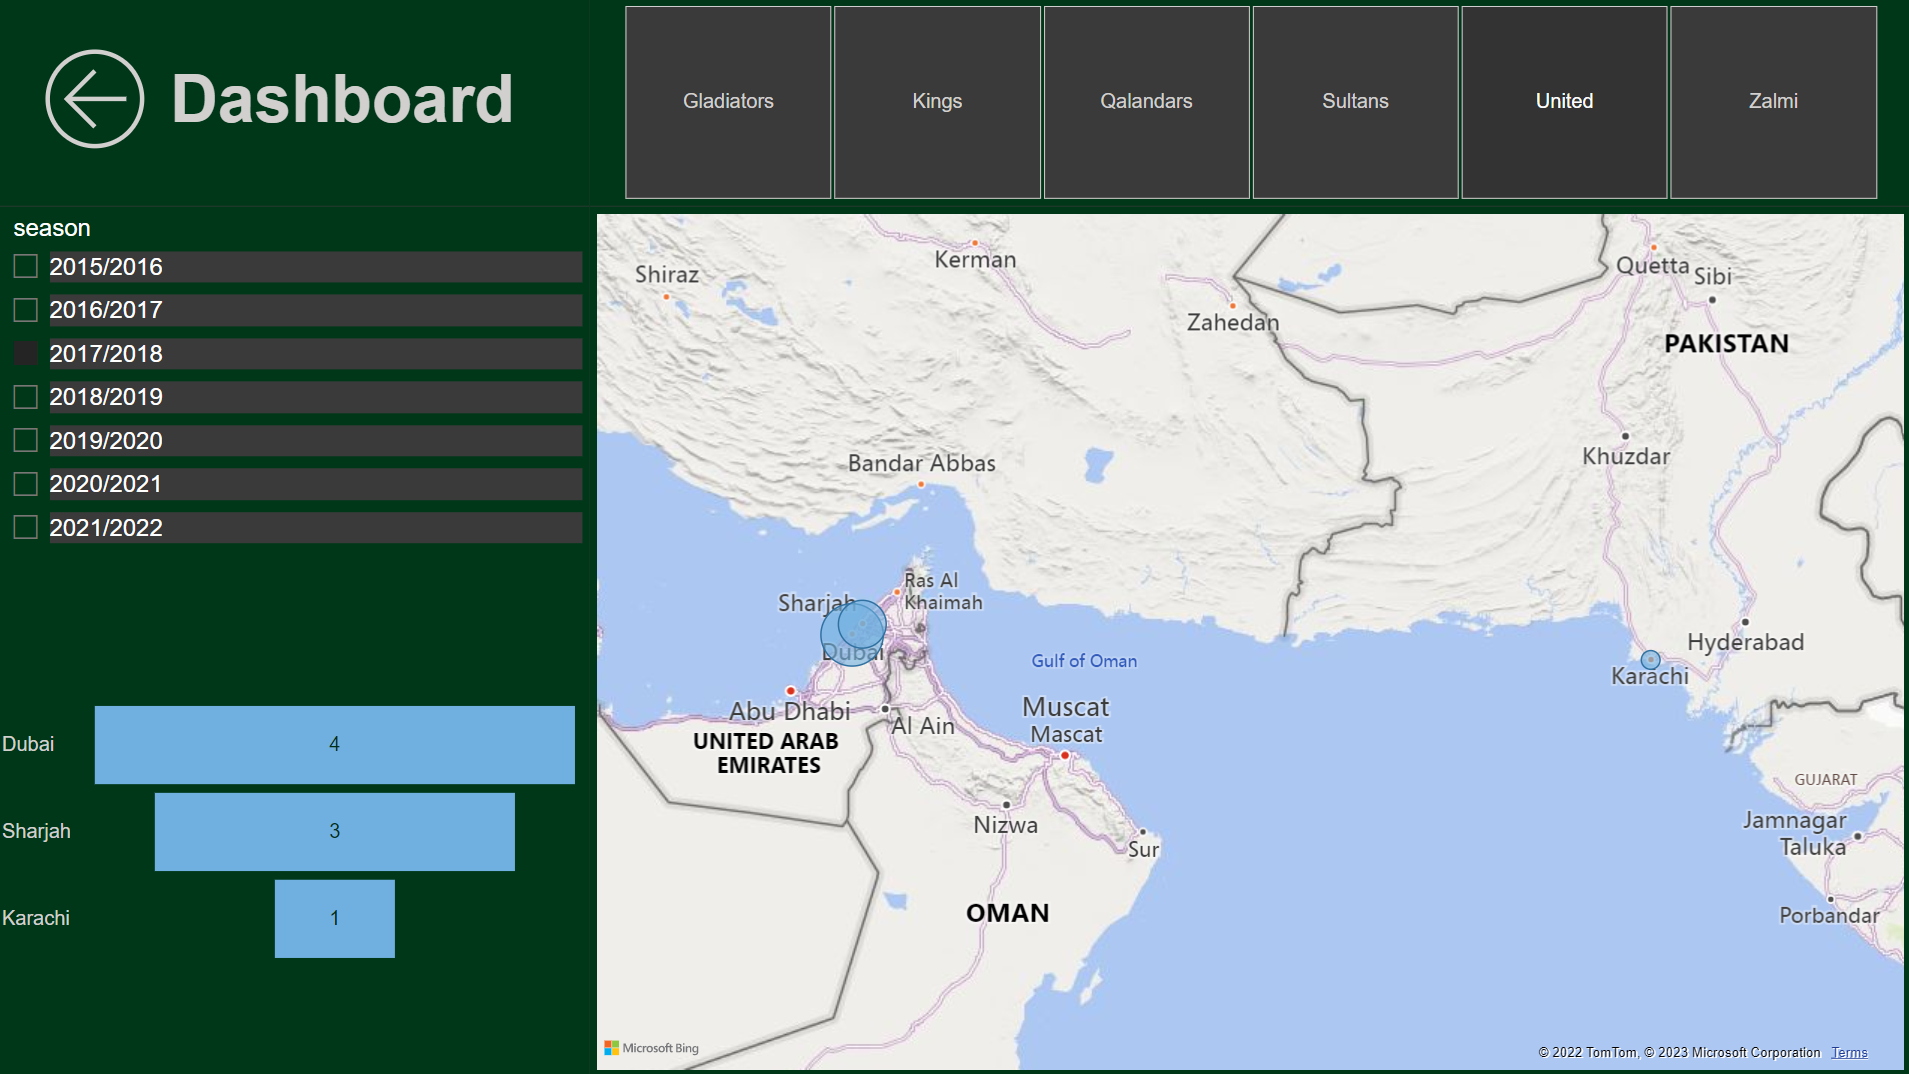 Dashboard
Gladiators
Kings
Qalandars
Sultans
United
Zalmi
season
2015/2016
2016/2017
2017/2018
2018/2019
2019/2020
2020/2021
2021/2022
Dubai
4
Sharjah
3
Karachi
1
Kerman
Shiraz
Quetta
Sibi
Zahedan
PAKISTAN
Khuzdar
Bandar Abbas
Ras Al
Khaimah
Sharjah
Dubai
Gulf of Oman
Hyderabad
Karachi
Abu Dhabi
Al Ain
Muscat
Mascat
UNITED ARAB
EMIRATES
GUJARAT
Nizwa
Sur
Jamnagar
Taluka
OMAN
Porbandar
Microsoft Bing
© 2022 TomTom, © 2023 Microsoft Corporation Terms